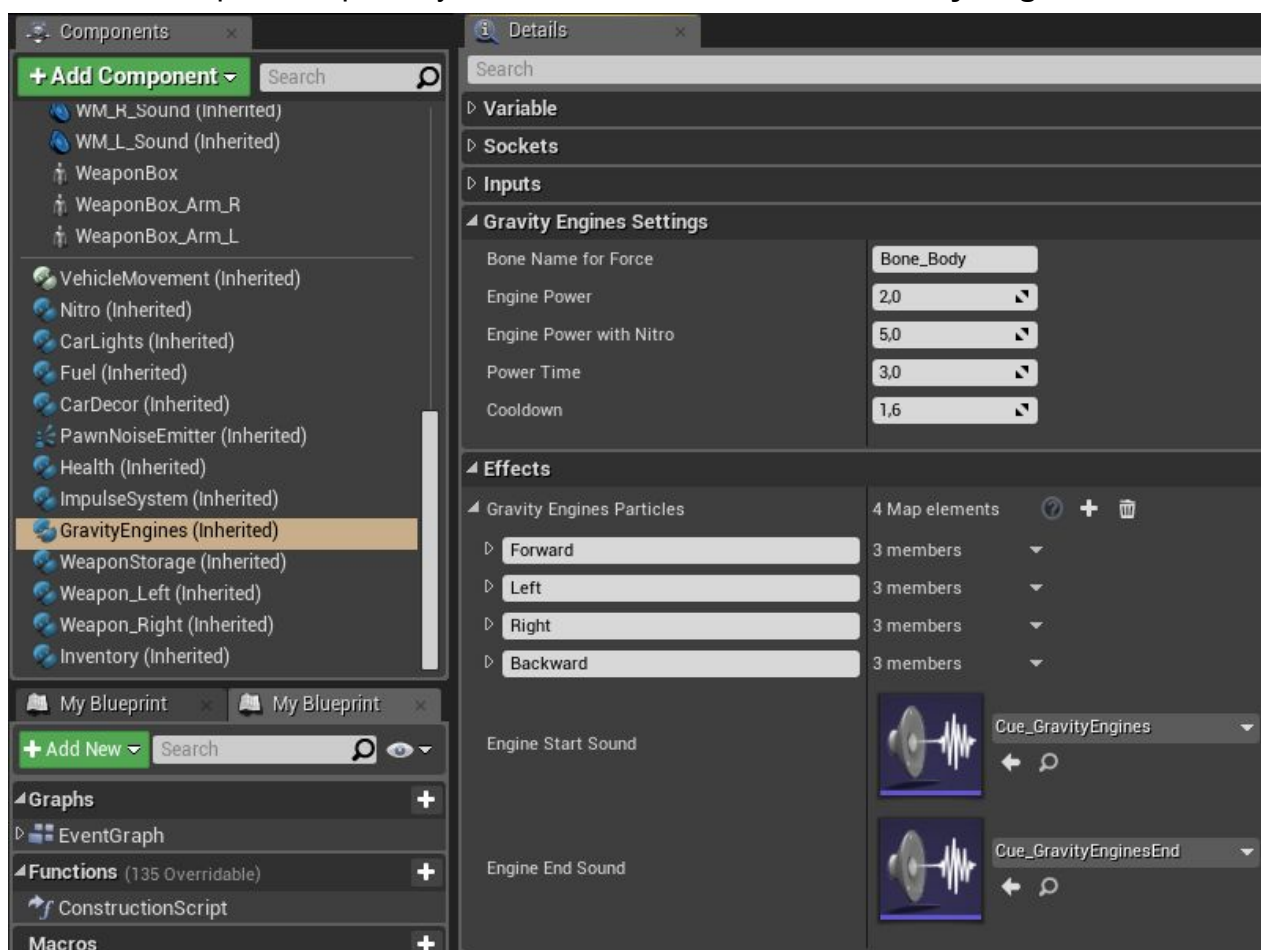 Components
+ Add Component
Search
WM_R_Sound (Inherited)
WM_L_Sound (Inherited)
WeaponBox
WeaponBox_Arm_R
WeaponBox_Arm_L
VehicleMovement (Inherited)
Nitro (Inherited)
CarLights (Inherited)
Fuel (Inherited)
CarDecor (Inherited)
PawnNoiseEmitter (Inherited)
Health (Inherited)
ImpulseSystem (Inherited)
GravityEngines (Inherited)
WeaponStorage (Inherited)
Weapon_Left (Inherited)
Weapon_Right (Inherited)
Inventory (Inherited)
My Blueprint
My Blueprint
+ Add New
Search
Graphs
EventGraph
Functions (135 Overridable)
ConstructionScript
Macros
Details
Search
Variable
Sockets
Inputs
Gravity Engines Settings
Bone Name for Force Bone_Body
Engine Power 2,0
Engine Power with Nitro 5,0
Power Time 3,0
Cooldown 1,6
Effects
Gravity Engines Particles 4 Map elements
Forward 3 members
Left 3 members
Right 3 members
Backward 3 members
Engine Start Sound Cue_GravityEngines
Engine End Sound Cue_GravityEnginesEnd